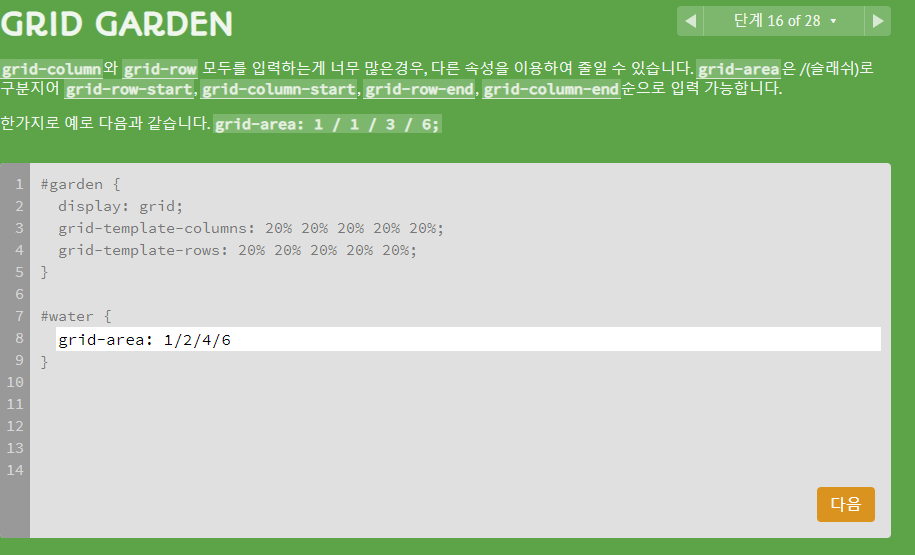 GRID GARDEN
◀ 단계 16 of 28 ▾ ▶
grid-column와 grid-row 모두를 입력하는게 너무 많은경우, 다른 속성을 이용하여 줄일 수 있습니다. grid-area은 /(슬래쉬)로
구분지어 grid-row-start, grid-column-start, grid-row-end, grid-column-end순으로 입력 가능합니다.
한가지로 예로 다음과 같습니다. grid-area: 1 / 1 / 3 / 6;
1 #garden {
2   display: grid;
3   grid-template-columns: 20% 20% 20% 20% 20%;
4   grid-template-rows: 20% 20% 20% 20% 20%;
5 }
6
7 #water {
8   grid-area: 1/2/4/6
9 }
10
11
12
13
14
다음